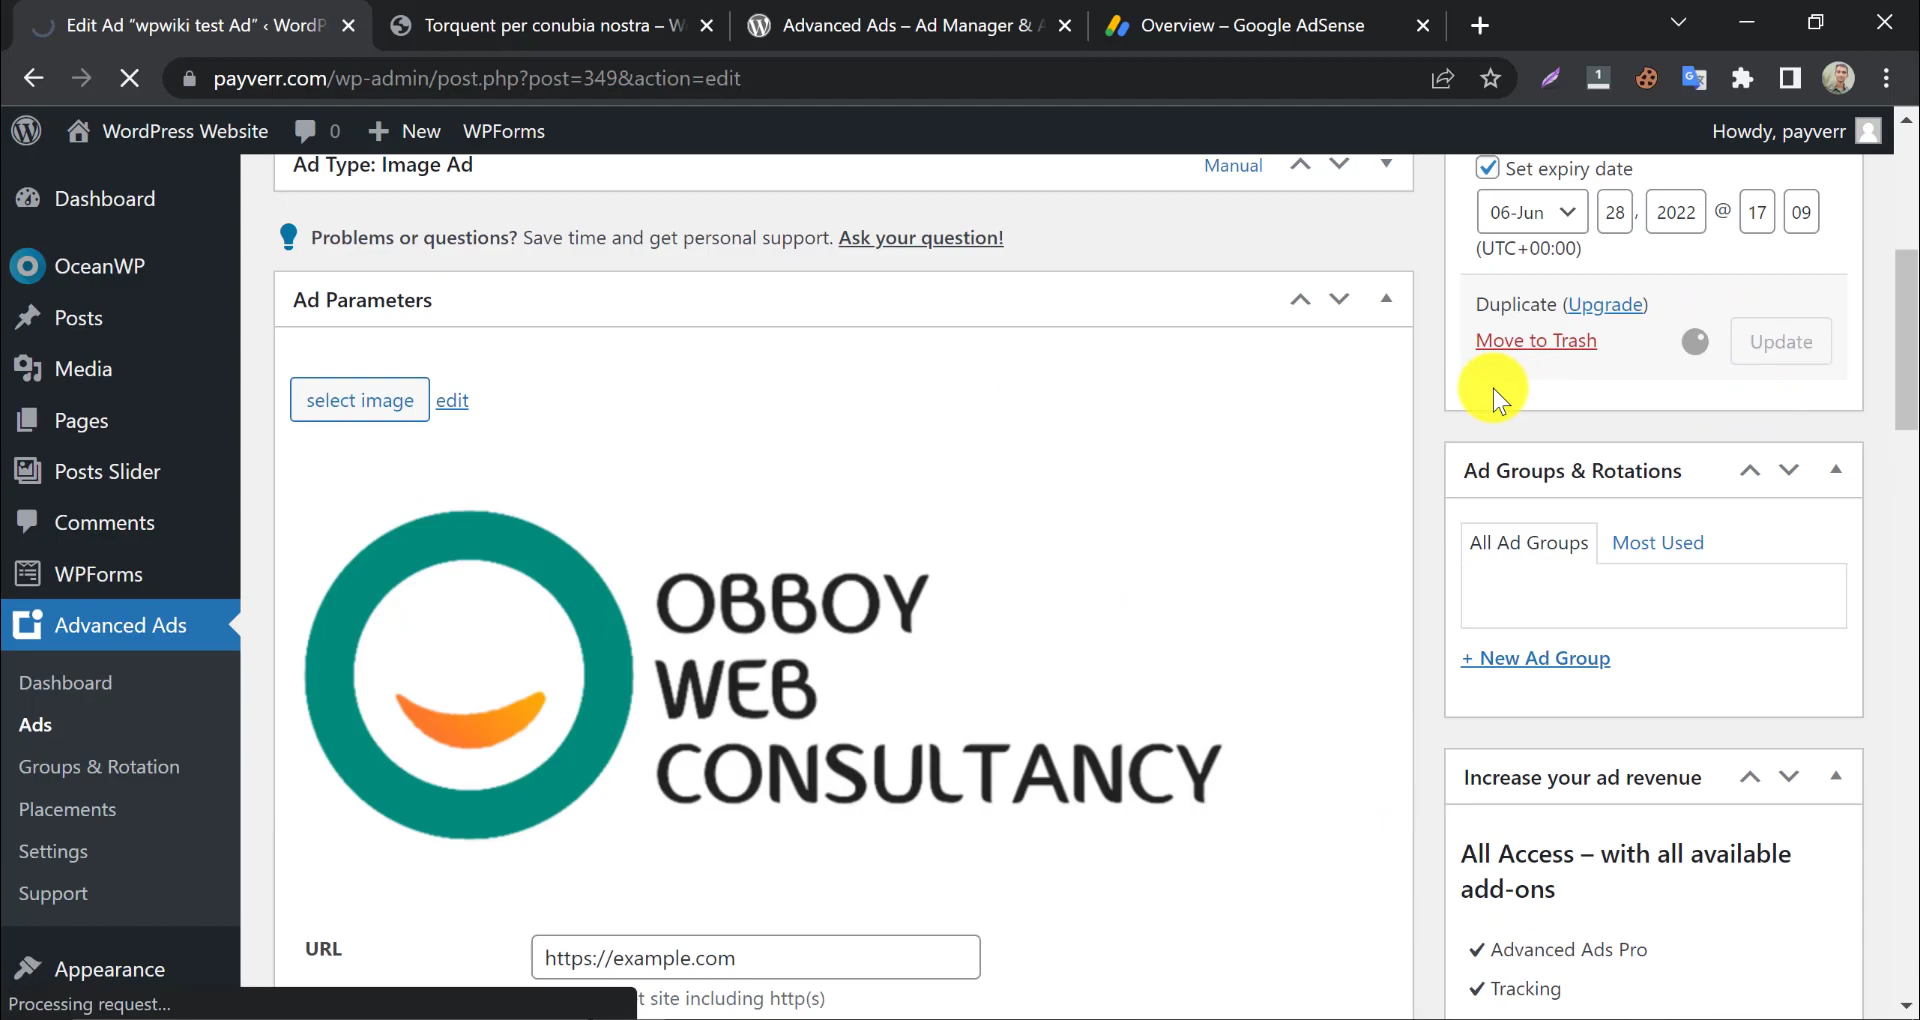 Edit Ad “wpwiki test Ad” ‹ WordP
Torquent per conubia nostra – W
Advanced Ads – Ad Manager & A
Overview – Google AdSense
payverr.com/wp-admin/post.php?post=349&action=edit
1
WordPress Website
0
New
WPForms
Howdy, payverr
Dashboard
OceanWP
Posts
Media
Pages
Posts Slider
Comments
WPForms
Advanced Ads
Dashboard
Ads
Groups & Rotation
Placements
Settings
Support
Appearance
Processing request...
Ad Type: Image Ad
Manual
Problems or questions? Save time and get personal support. Ask your question!
Ad Parameters
select image edit
OBBOY
WEB
CONSULTANCY
URL
https://example.com
t site including http(s)
Set expiry date
06-Jun 28 , 2022 @ 17 09
(UTC+00:00)
Duplicate (Upgrade)
Move to Trash
Update
Ad Groups & Rotations
All Ad Groups
Most Used
+ New Ad Group
Increase your ad revenue
All Access – with all available
add-ons
✔ Advanced Ads Pro
✔ Tracking